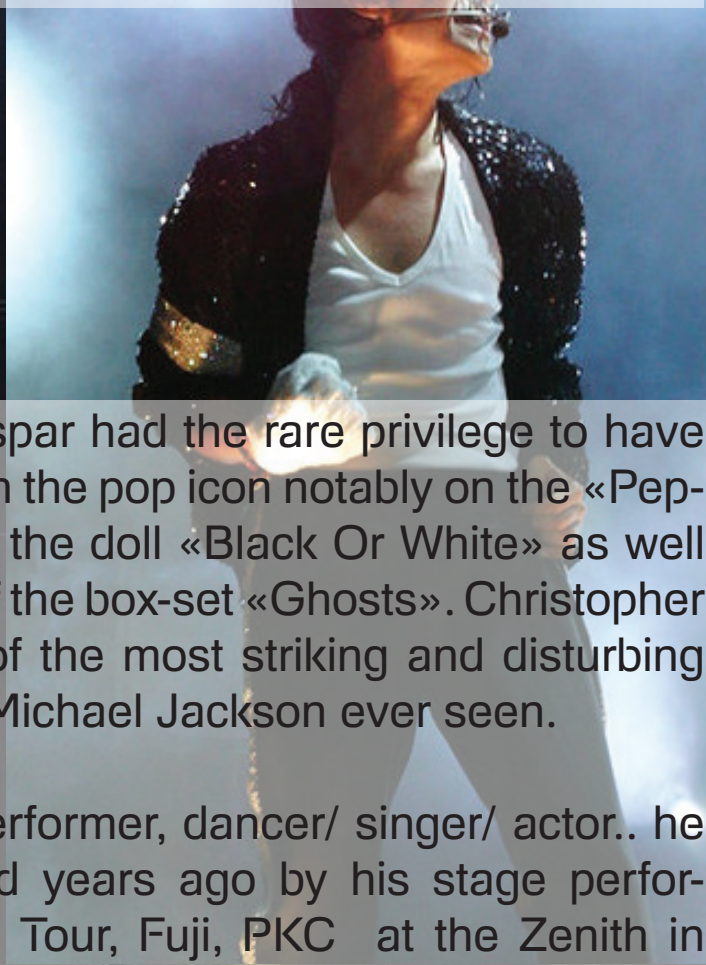 spar had the rare privilege to have
the pop icon notably on the «Pep-
the doll «Black Or White» as well
the box-set «Ghosts». Christopher
of the most striking and disturbing
Michael Jackson ever seen.
erformer, dancer/ singer/ actor.. he
d years ago by his stage perfor-
Tour, Fuji, PKC at the Zenith in